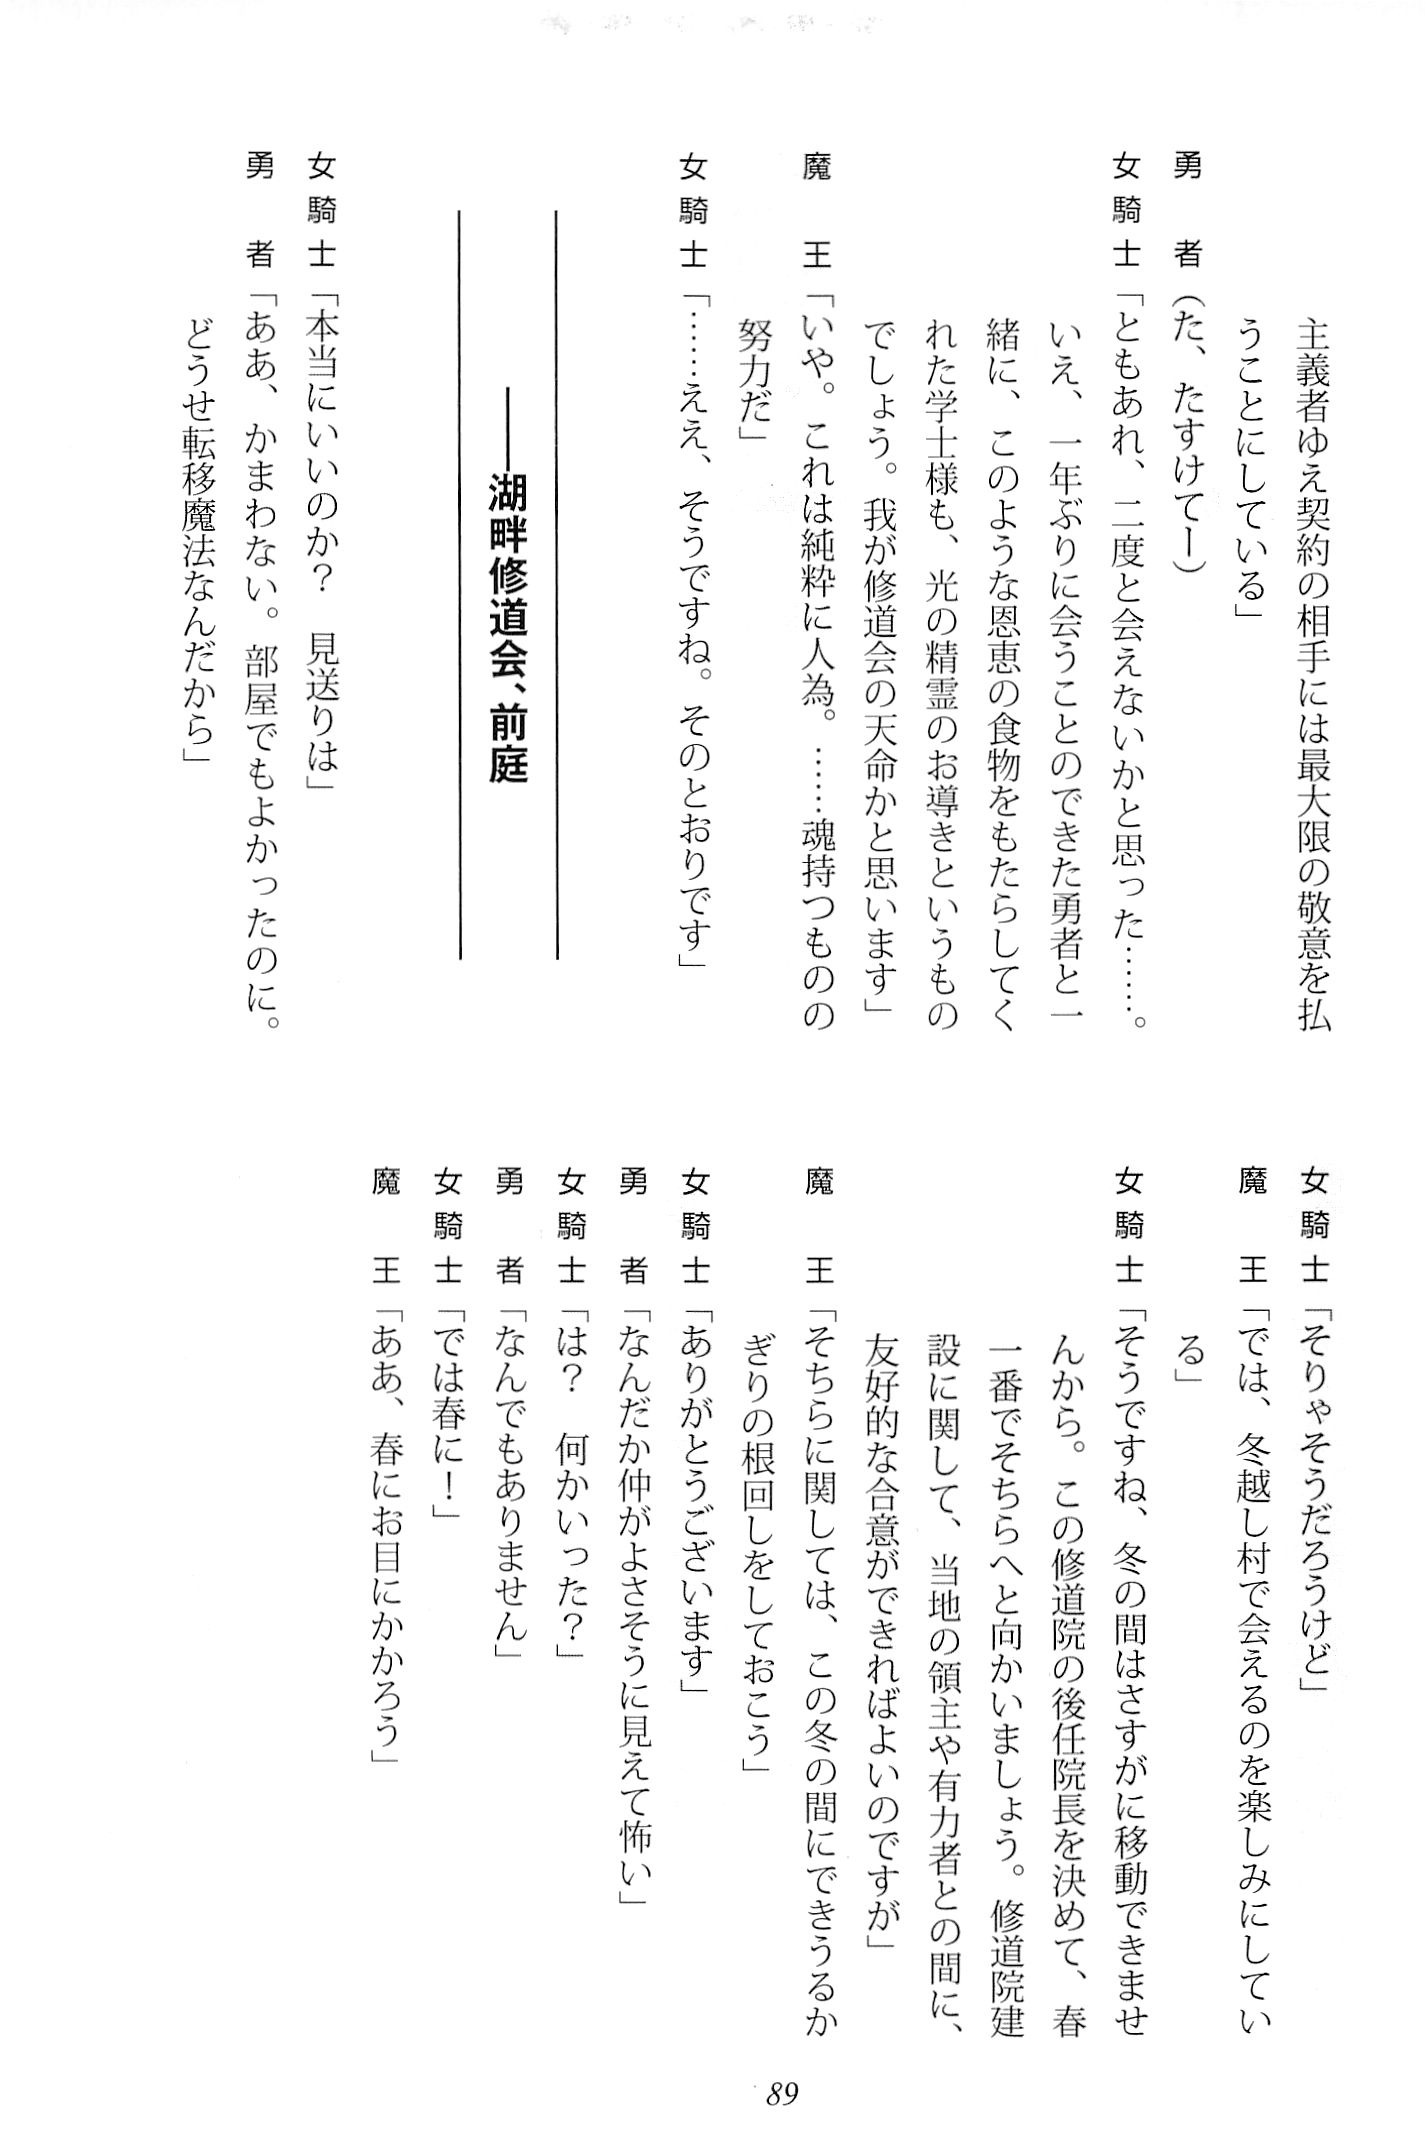 主義者ゆえ契約の相手には最大限の敬意を払
うことにしている」
勇　者（た、たすけてー）
女騎士「ともあれ、二度と会えないかと思った……。
いえ、一年ぶりに会うことのできた勇者と一
緒に、このような恩恵の食物をもたらしてく
れた学士様も、光の精霊のお導きというもの
でしょう。我が修道会の天命かと思います」
魔　王「いや。これは純粋に人為。……魂持つものの
努力だ」
女騎士「……ええ、そうですね。そのとおりです」
――湖畔修道会、前庭
女騎士「本当にいいのか？　見送りは」
勇　者「ああ、かまわない。部屋でもよかったのに。
どうせ転移魔法なんだから」
女騎士「そりゃそうだろうけど」
魔　王「では、冬越し村で会えるのを楽しみにしてい
る」
女騎士「そうですね、冬の間はさすがに移動できませ
んから。この修道院の後任院長を決めて、春
一番でそちらへと向かいましょう。修道院建
設に関して、当地の領主や有力者との間に、
友好的な合意ができればよいのですが」
魔　王「そちらに関しては、この冬の間にできうるか
ぎりの根回しをしておこう」
女騎士「ありがとうございます」
勇　者「なんだか仲がよさそうに見えて怖い」
女騎士「は？　何かいった？」
勇　者「なんでもありません」
女騎士「では春に！」
魔　王「ああ、春にお目にかかろう」
89